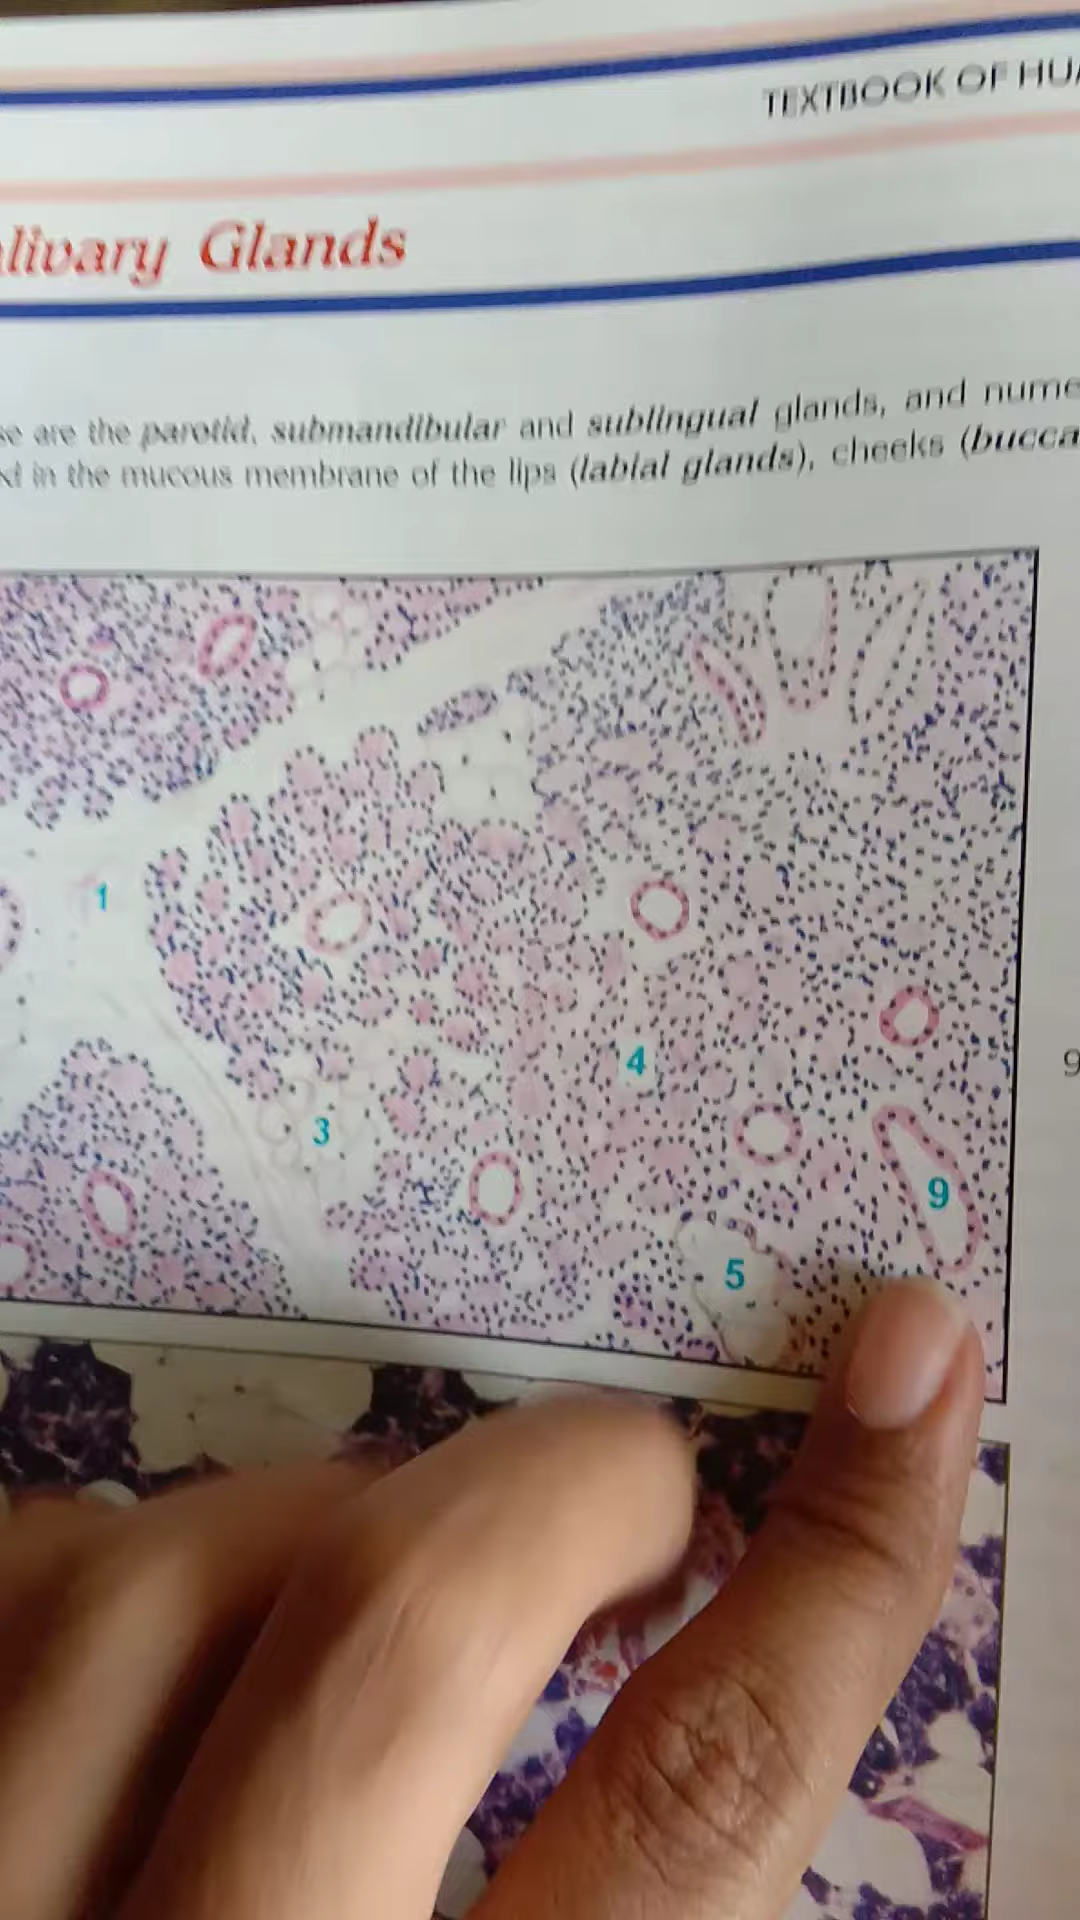 TEXTBOOK OF HU
livary Glands
se are the parotid, submandibular and sublingual glands, and nume
d in the mucous membrane of the lips (labial glands), cheeks (bucca
1
4
9
3
9
5